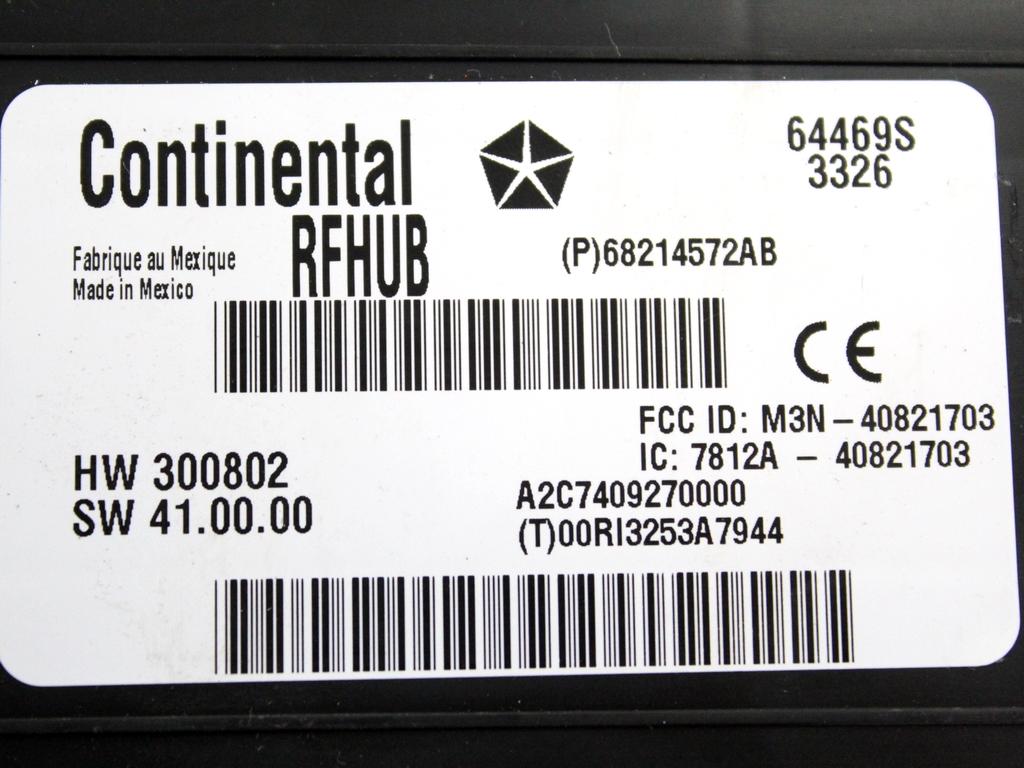 Continental
RFHUB
64469S
3326
Fabrique au Mexique
Made in Mexico
(P)68214572AB
CE
FCC ID: M3N – 40821703
IC: 7812A – 40821703
HW 300802
SW 41.00.00
A2C7409270000
(T)00RI3253A7944